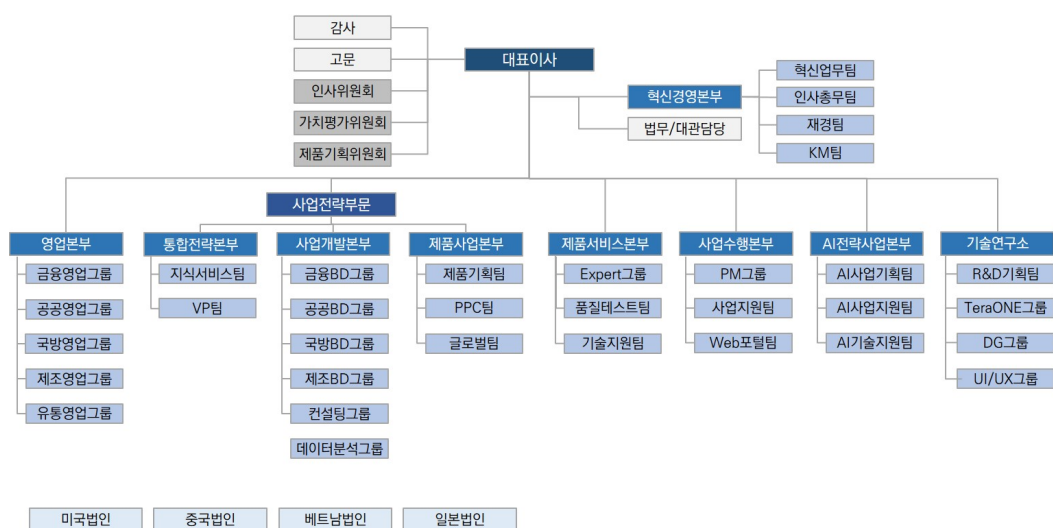 감사
고문
인사위원회
가치평가위원회
제품기획위원회
대표이사
혁신경영본부
법무/대관담당
혁신업무팀
인사총무팀
재경팀
KM팀
사업전략부문
영업본부
금융영업그룹
공공영업그룹
국방영업그룹
제조영업그룹
유통영업그룹
통합전략본부
지식서비스팀
VP팀
사업개발본부
금융BD그룹
공공BD그룹
국방BD그룹
제조BD그룹
컨설팅그룹
데이터분석그룹
제품사업본부
제품기획팀
PPC팀
글로벌팀
제품서비스본부
Expert그룹
품질테스트팀
기술지원팀
사업수행본부
PM그룹
사업지원팀
Web포털팀
AI전략사업본부
AI사업기획팀
AI사업지원팀
AI기술지원팀
기술연구소
R&D기획팀
TeraONE그룹
DG그룹
UI/UX그룹
미국법인
중국법인
베트남법인
일본법인